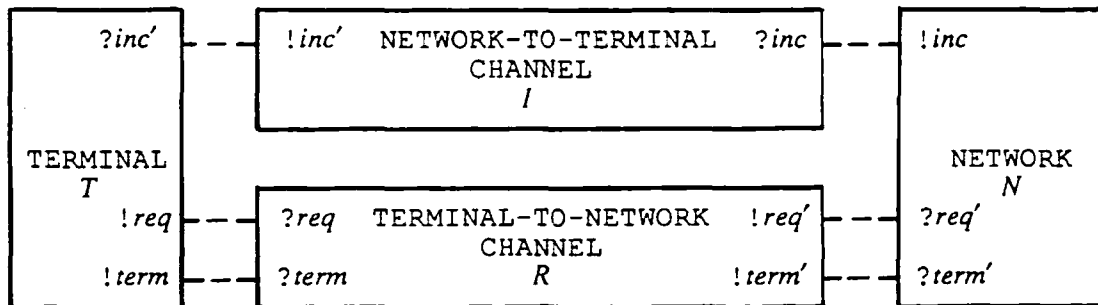 ?inc′ !inc′ NETWORK-TO-TERMINAL ?inc !inc
CHANNEL
I
TERMINAL NETWORK
T N
!req ?req TERMINAL-TO-NETWORK !req′ ?req′
CHANNEL
!term ?term R !term′ ?term′